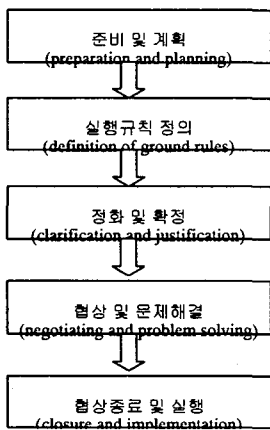 준비 및 계획
(preparation and planning)
실행규칙 정의
(definition of ground rules)
정화 및 확정
(clarification and justification)
협상 및 문제해결
(negotiating and problem solving)
협상종료 및 실행
(closure and implementation)